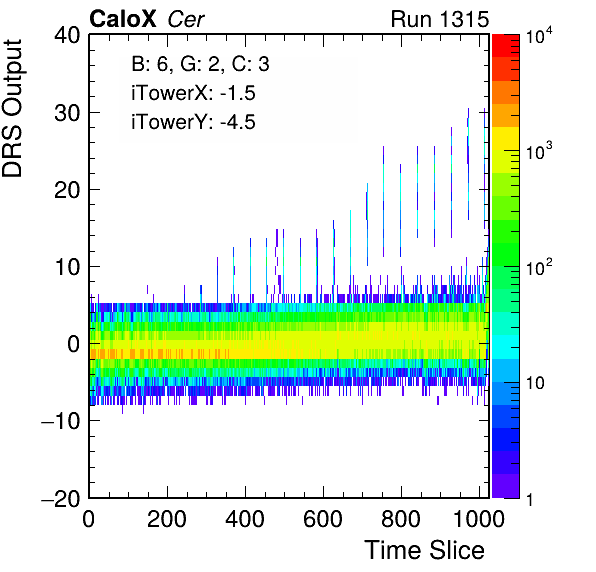 CaloX Cer Run 1315
DRS Output
B: 6, G: 2, C: 3
iTowerX: -1.5
iTowerY: -4.5
40
30
20
10
0
−10
−20
0 200 400 600 800 1000
Time Slice
10^4
10^3
10^2
10
1